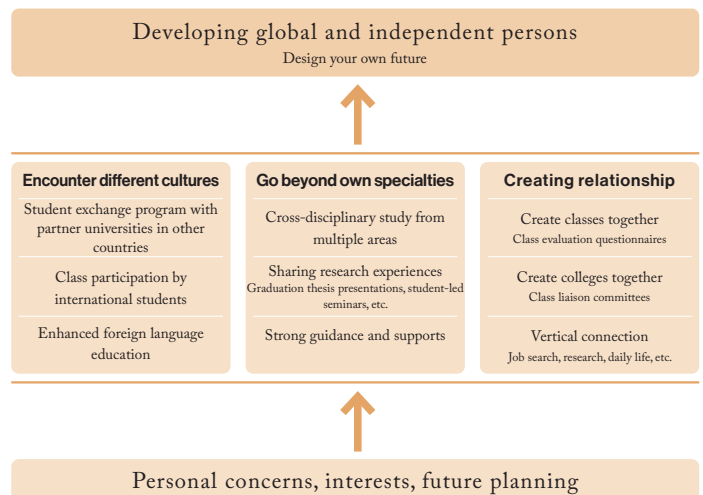 Developing global and independent persons
Design your own future
Encounter different cultures
Student exchange program with
partner universities in other
countries
Class participation by
international students
Enhanced foreign language
education
Go beyond own specialties
Cross-disciplinary study from
multiple areas
Sharing research experiences
Graduation thesis presentations, student-led
seminars, etc.
Strong guidance and supports
Creating relationship
Create classes together
Class evaluation questionnaires
Create colleges together
Class liaison committees
Vertical connection
Job search, research, daily life, etc.
Personal concerns, interests, future planning